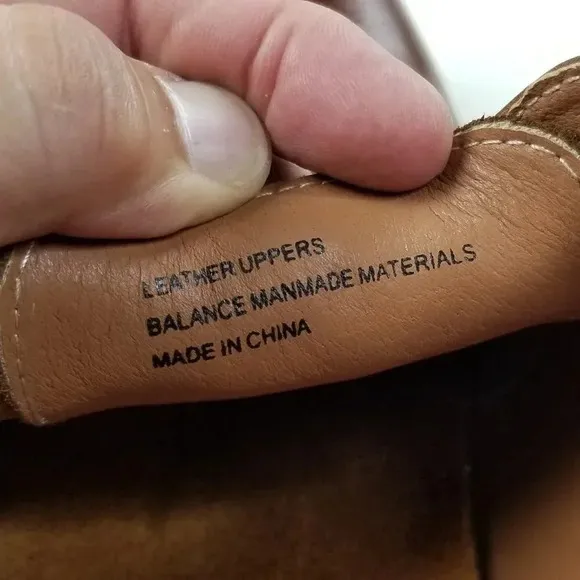 LEATHER UPPERS
BALANCE MANMADE MATERIALS
MADE IN CHINA